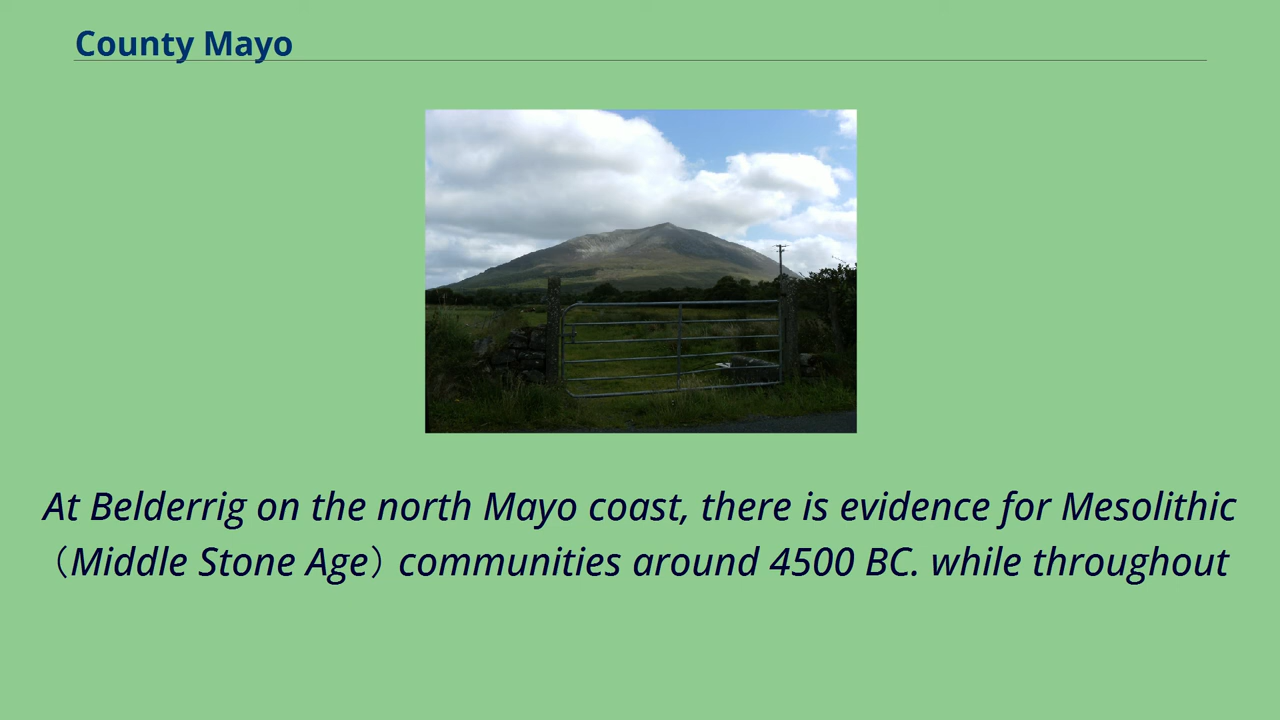 County Mayo
At Belderrig on the north Mayo coast, there is evidence for Mesolithic
（Middle Stone Age） communities around 4500 BC. while throughout